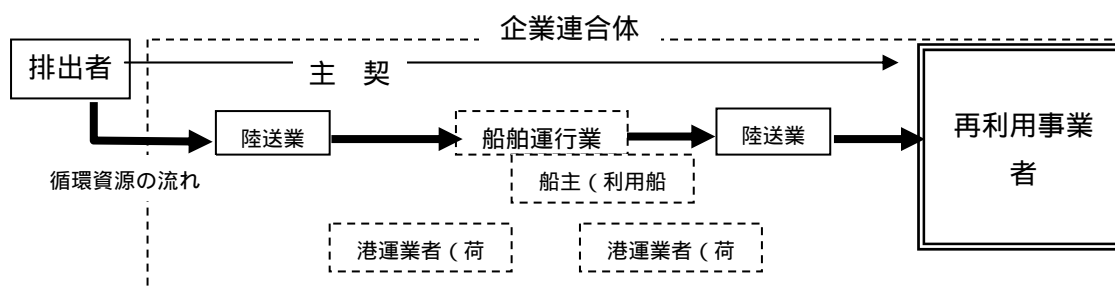 企業連合体
排出者
主　契
陸送業
船舶運行業
陸送業
再利用事業
者
循環資源の流れ
船主（利用船
港運業者（荷
港運業者（荷